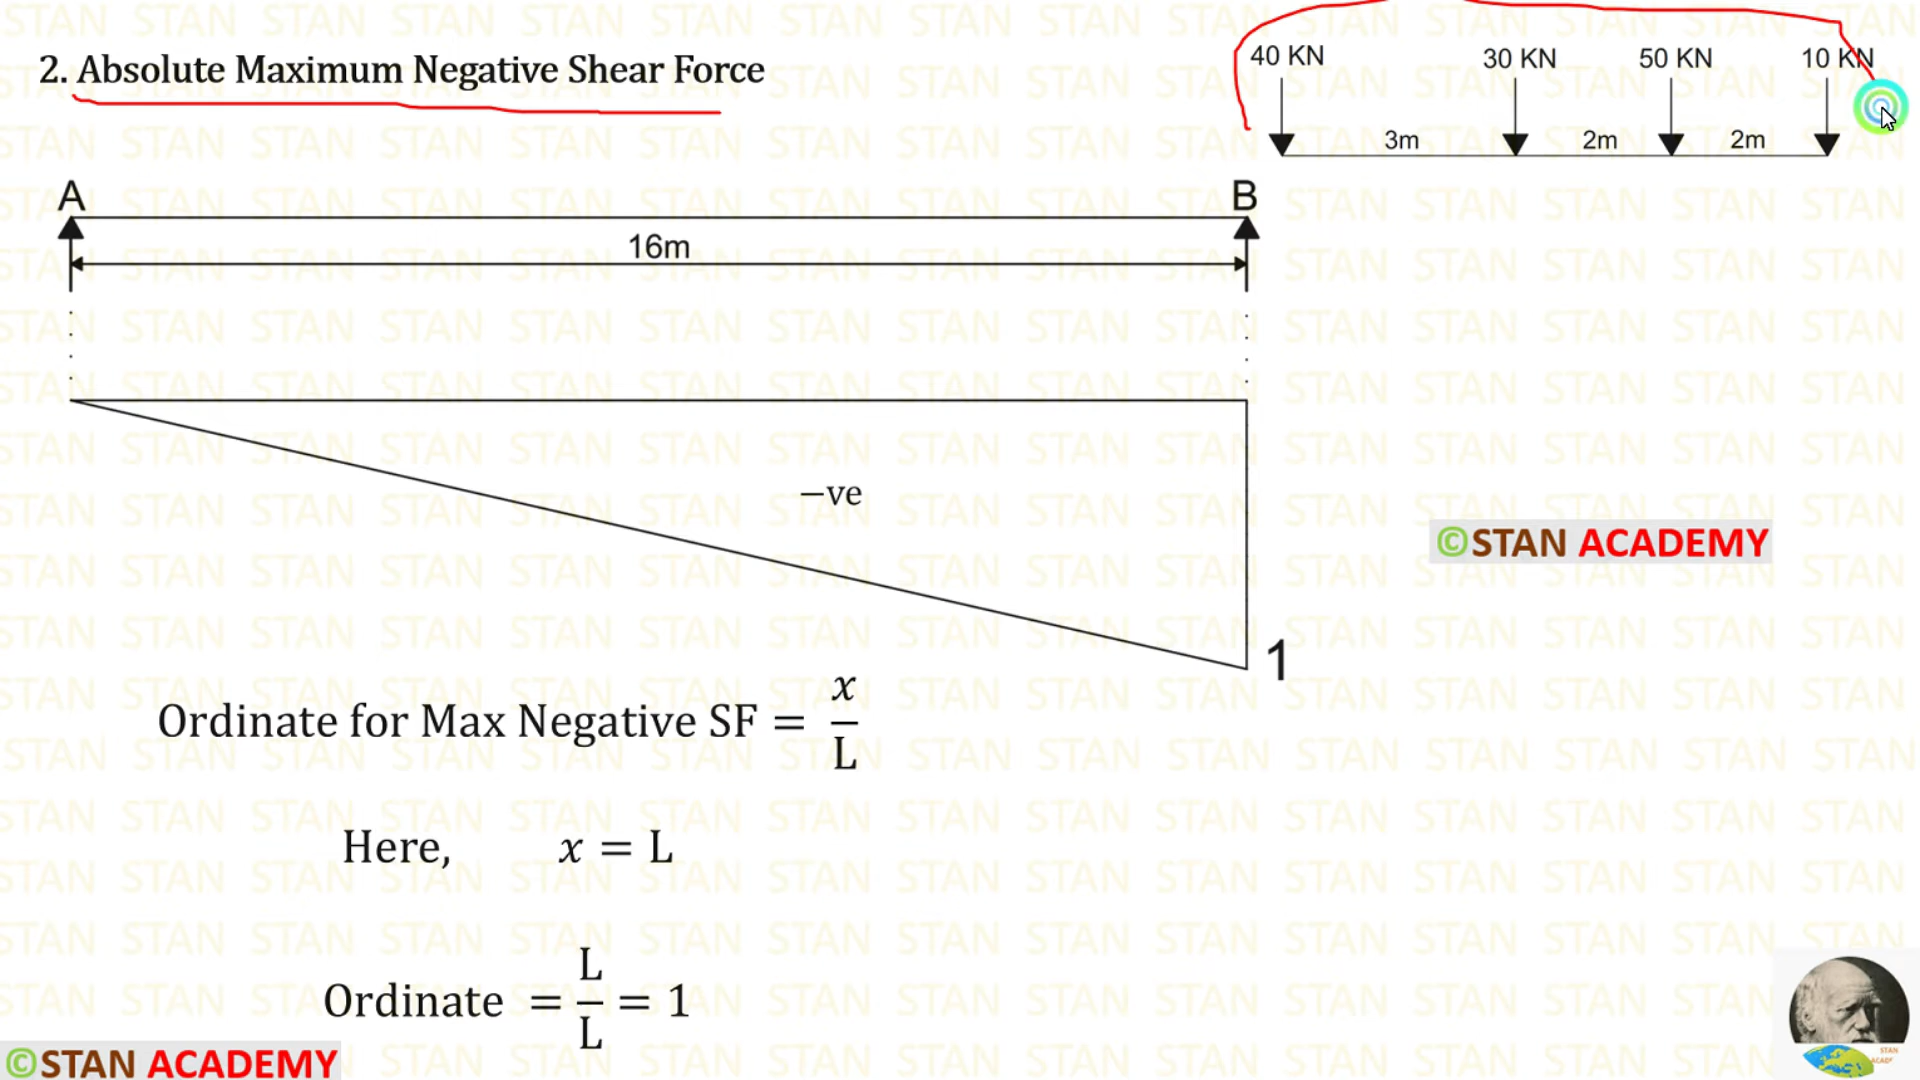 2. Absolute Maximum Negative Shear Force
40 KN 30 KN 50 KN 10 KN
3m 2m 2m
A B
16m
−ve
©STAN ACADEMY
1
Ordinate for Max Negative SF = x/L
Here, x = L
Ordinate = L/L = 1
©STAN ACADEMY